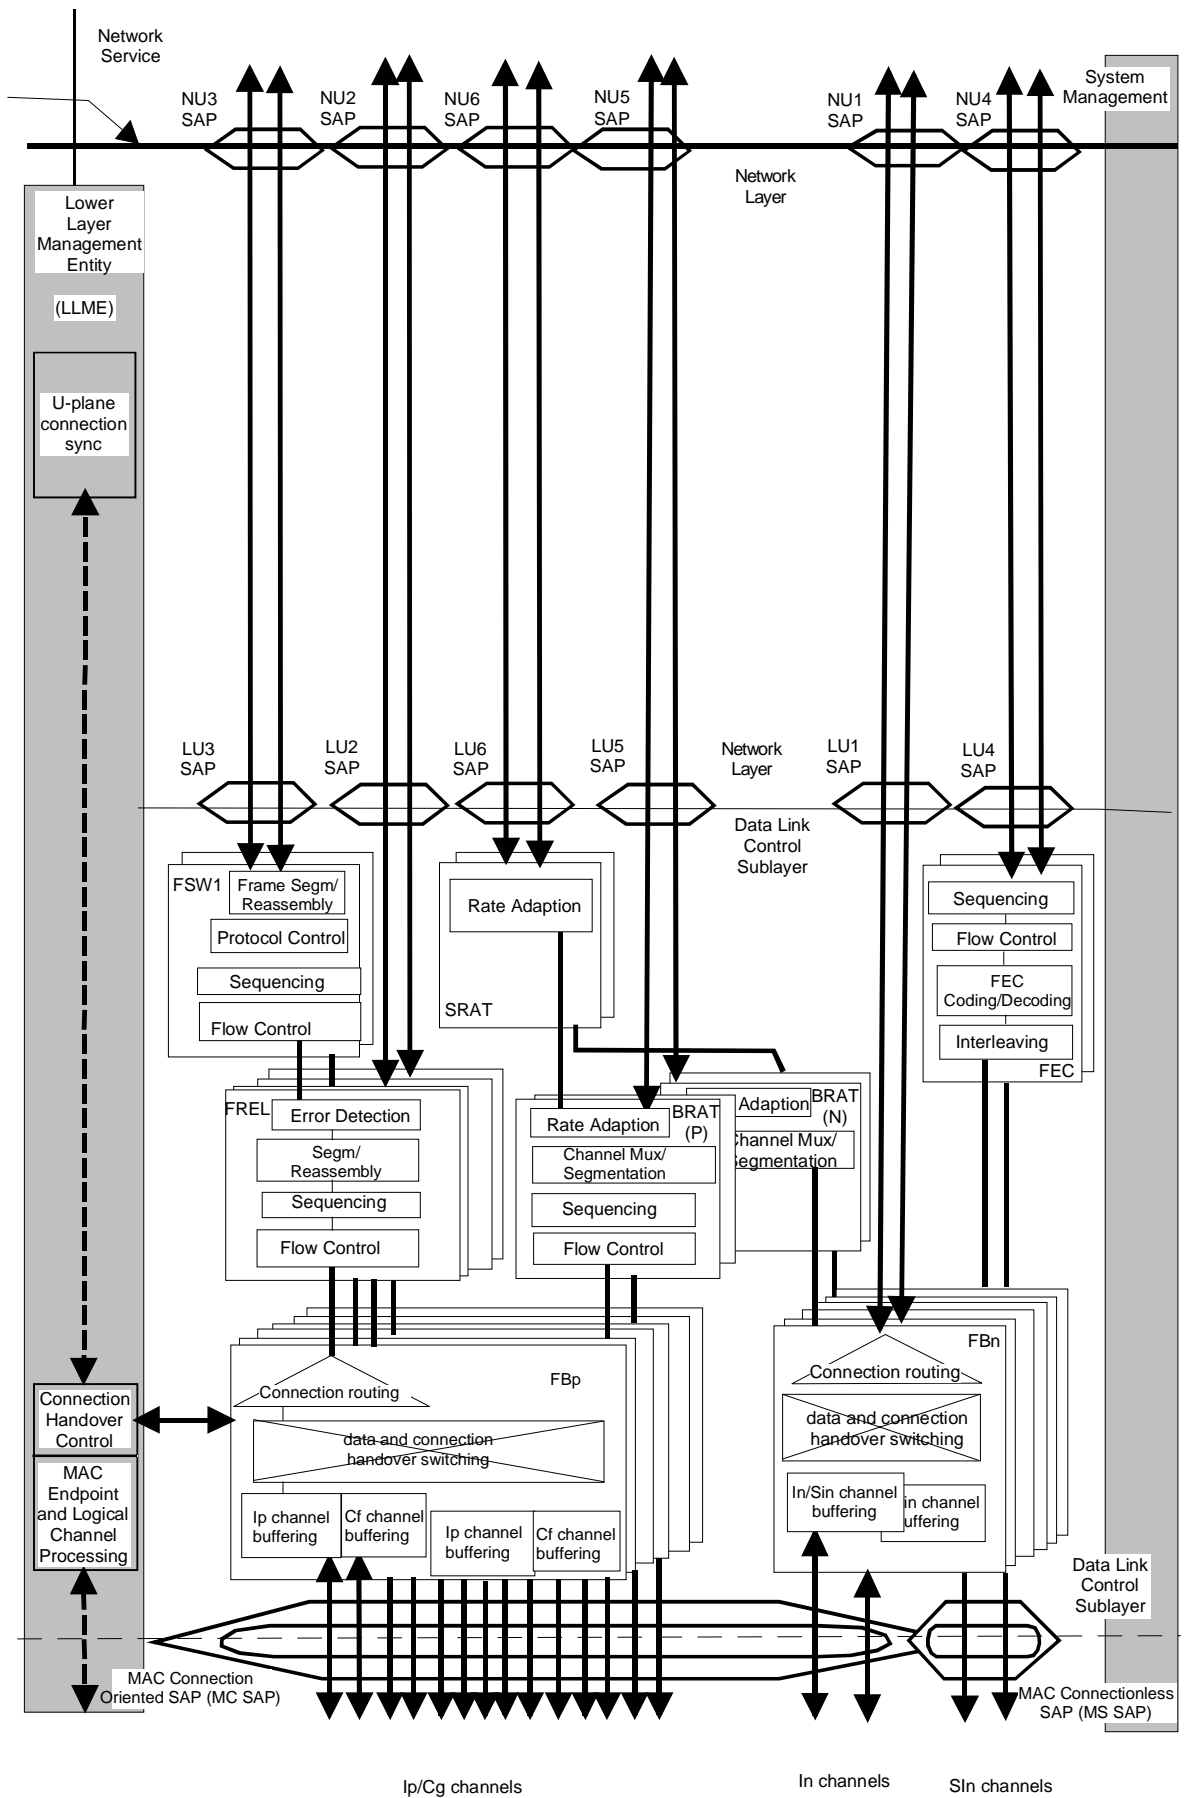 Network
Service
System
Management
NU3
SAP
NU2
SAP
NU6
SAP
NU5
SAP
NU1
SAP
NU4
SAP
Network
Layer
Lower
Layer
Management
Entity
(LLME)
U-plane
connection
sync
LU3
SAP
LU2
SAP
LU6
SAP
LU5
SAP
Network
Layer
LU1
SAP
LU4
SAP
Data Link
Control
Sublayer
FSW1
Frame Segm/
Reassembly
Protocol Control
Sequencing
Flow Control
Rate Adaption
SRAT
Sequencing
Flow Control
FEC
Coding/Decoding
Interleaving
FEC
FREL
Error Detection
Segm/
Reassembly
Sequencing
Flow Control
BRAT
(P)
Rate Adaption
Channel Mux/
Segmentation
Sequencing
Flow Control
Adaption
BRAT
(N)
Channel Mux/
Segmentation
FBp
Connection routing
data and connection
handover switching
Ip channel
buffering
Cf channel
buffering
Ip channel
buffering
Cf channel
buffering
FBn
Connection routing
data and connection
handover switching
In/Sin channel
buffering
in channel
uffering
Connection
Handover
Control
MAC
Endpoint
and Logical
Channel
Processing
Data Link
Control
Sublayer
MAC Connection
Oriented SAP (MC SAP)
MAC Connectionless
SAP (MS SAP)
Ip/Cg channels
In channels
SIn channels